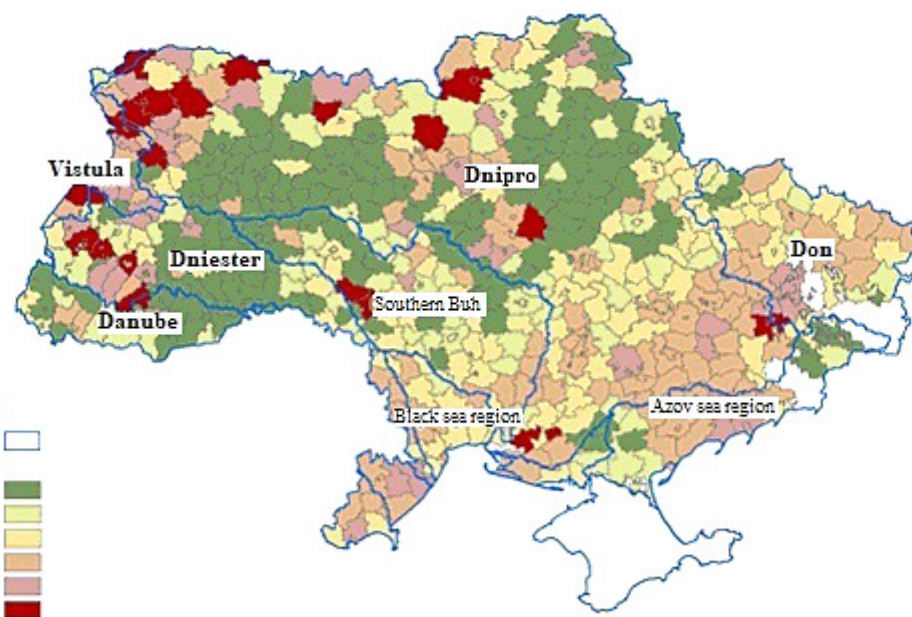 Vistula
Dnipro
Dniester
Don
Southern Buh
Danube
Azov sea region
Black sea region